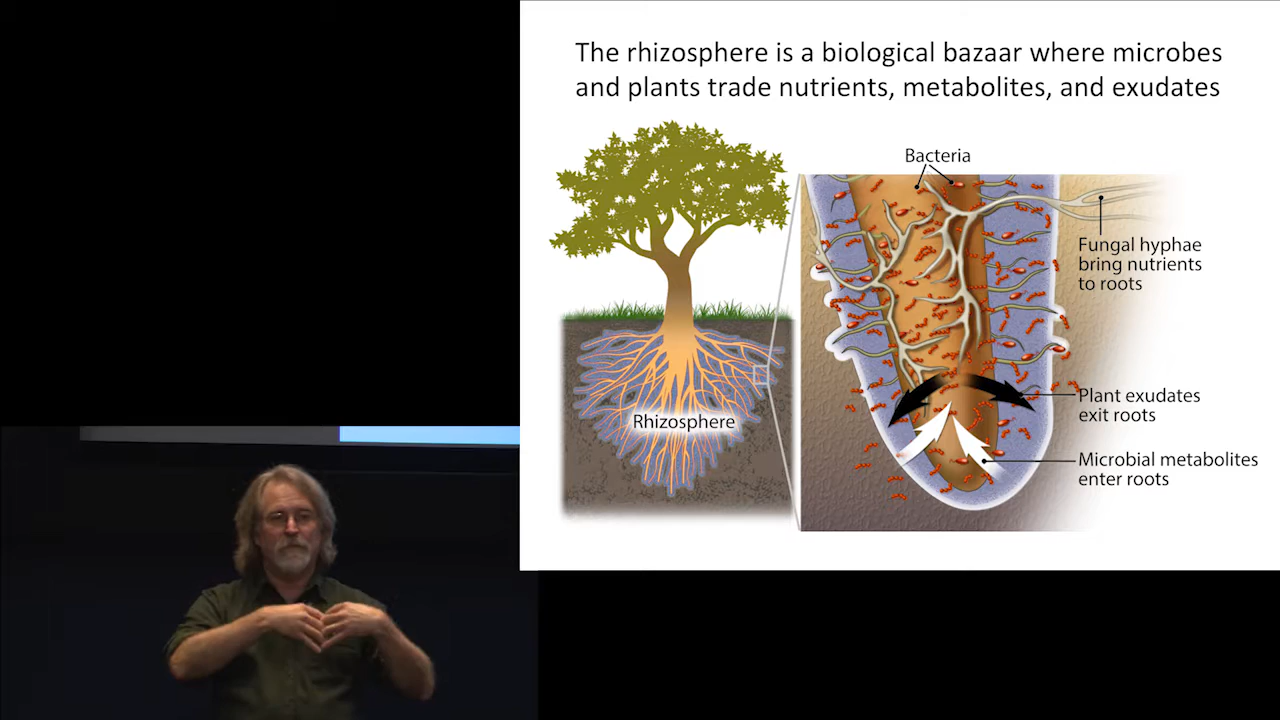 The rhizosphere is a biological bazaar where microbes
and plants trade nutrients, metabolites, and exudates
Bacteria
Fungal hyphae
bring nutrients
to roots
Rhizosphere
Plant exudates
exit roots
Microbial metabolites
enter roots